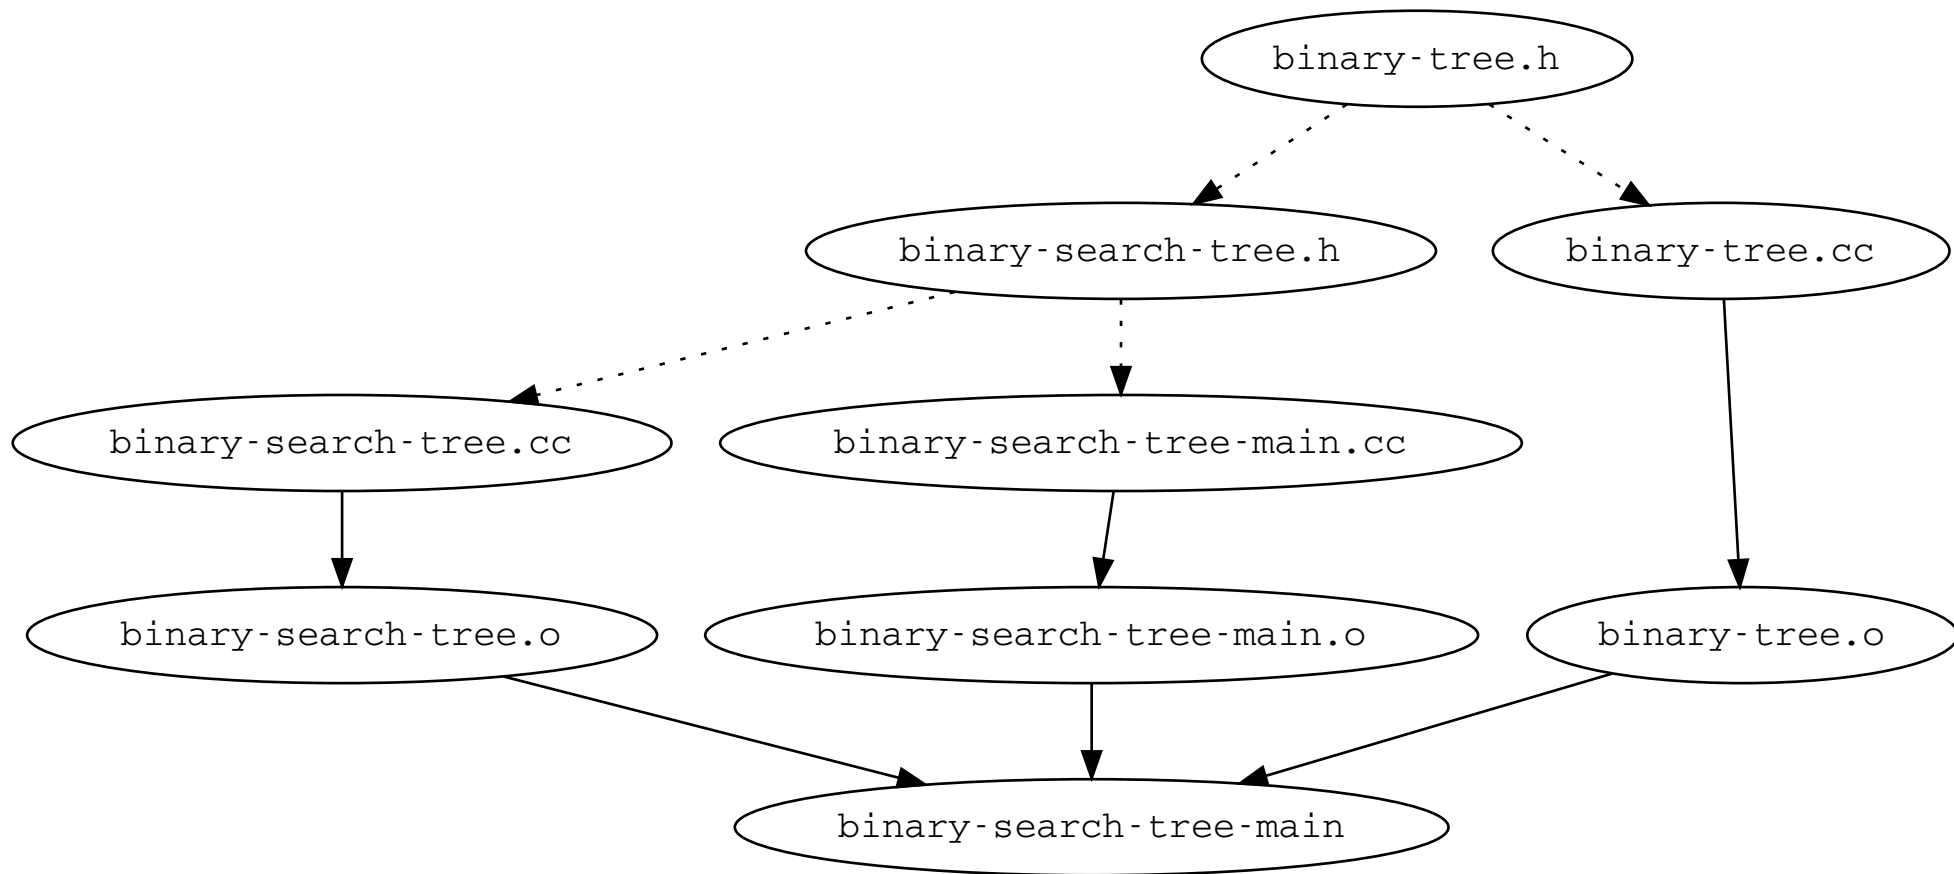 binary-tree.h
binary-search-tree.h
binary-tree.cc
binary-search-tree.cc
binary-search-tree-main.cc
binary-search-tree.o
binary-search-tree-main.o
binary-tree.o
binary-search-tree-main